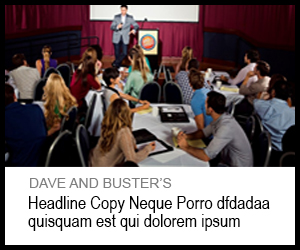 DAVE AND BUSTER'S
Headline Copy Neque Porro dfdadaa
quisquam est qui dolorem ipsum